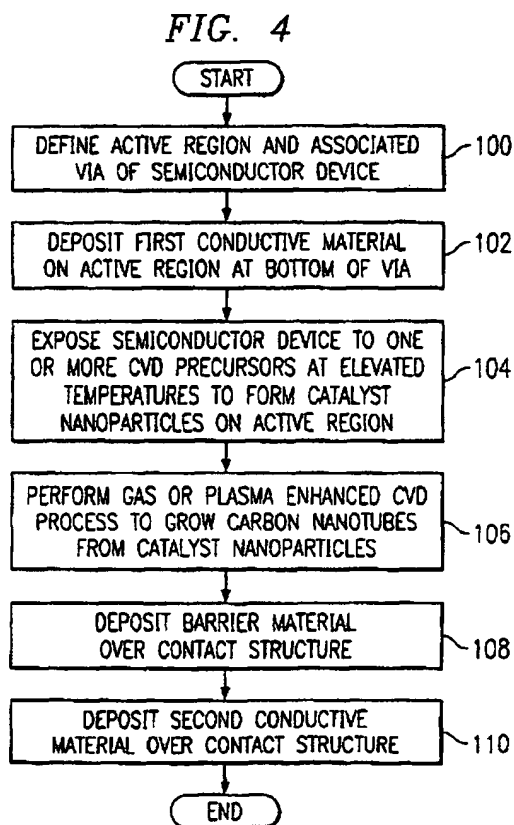 FIG. 4
START
DEFINE ACTIVE REGION AND ASSOCIATED
VIA OF SEMICONDUCTOR DEVICE
100
DEPOSIT FIRST CONDUCTIVE MATERIAL
ON ACTIVE REGION AT BOTTOM OF VIA
102
EXPOSE SEMICONDUCTOR DEVICE TO ONE
OR MORE CVD PRECURSORS AT ELEVATED
TEMPERATURES TO FORM CATALYST
NANOPARTICLES ON ACTIVE REGION
104
PERFORM GAS OR PLASMA ENHANCED CVD
PROCESS TO GROW CARBON NANOTUBES
FROM CATALYST NANOPARTICLES
106
DEPOSIT BARRIER MATERIAL
OVER CONTACT STRUCTURE
108
DEPOSIT SECOND CONDUCTIVE
MATERIAL OVER CONTACT STRUCTURE
110
END